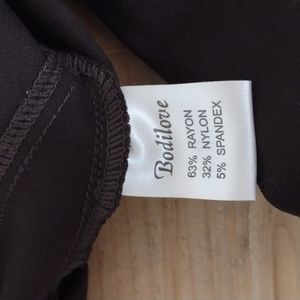 Bodilove
63% RAYON
32% NYLON
5% SPANDEX